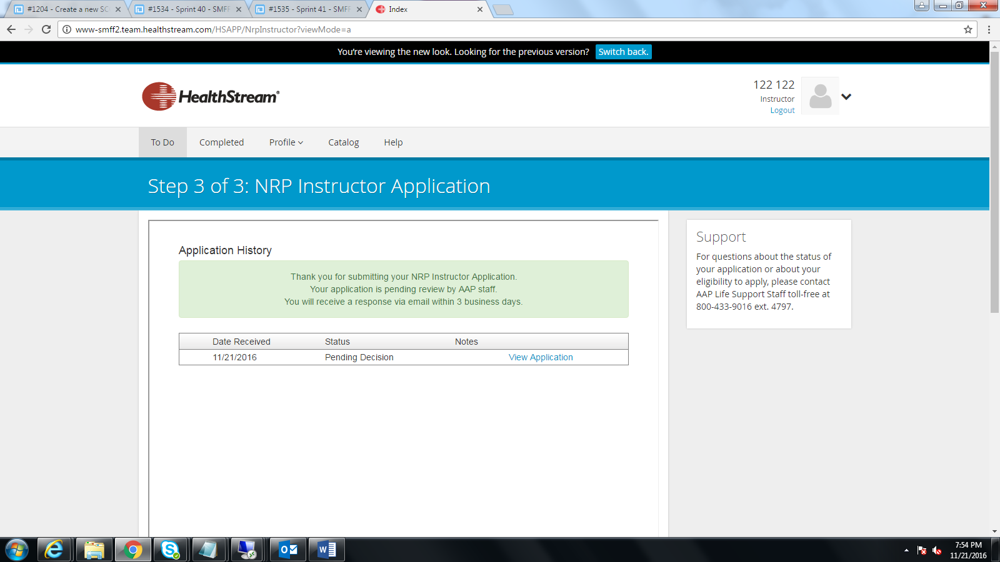 #1204 - Create a new SC
#1534 - Sprint 40 - SMFF
#1535 - Sprint 41 - SMFF
Index
www-smff2.team.healthstream.com/HSAPP/NrpInstructor?viewMode=a
You're viewing the new look. Looking for the previous version? Switch back.
HealthStream®
122 122
Instructor
Logout
To Do
Completed
Profile
Catalog
Help
Step 3 of 3: NRP Instructor Application
Application History
Thank you for submitting your NRP Instructor Application.
Your application is pending review by AAP staff.
You will receive a response via email within 3 business days.
Date Received Status Notes
11/21/2016 Pending Decision View Application
Support
For questions about the status of
your application or about your
eligibility to apply, please contact
AAP Life Support Staff toll-free at
800-433-9016 ext. 4797.
7:54 PM
11/21/2016